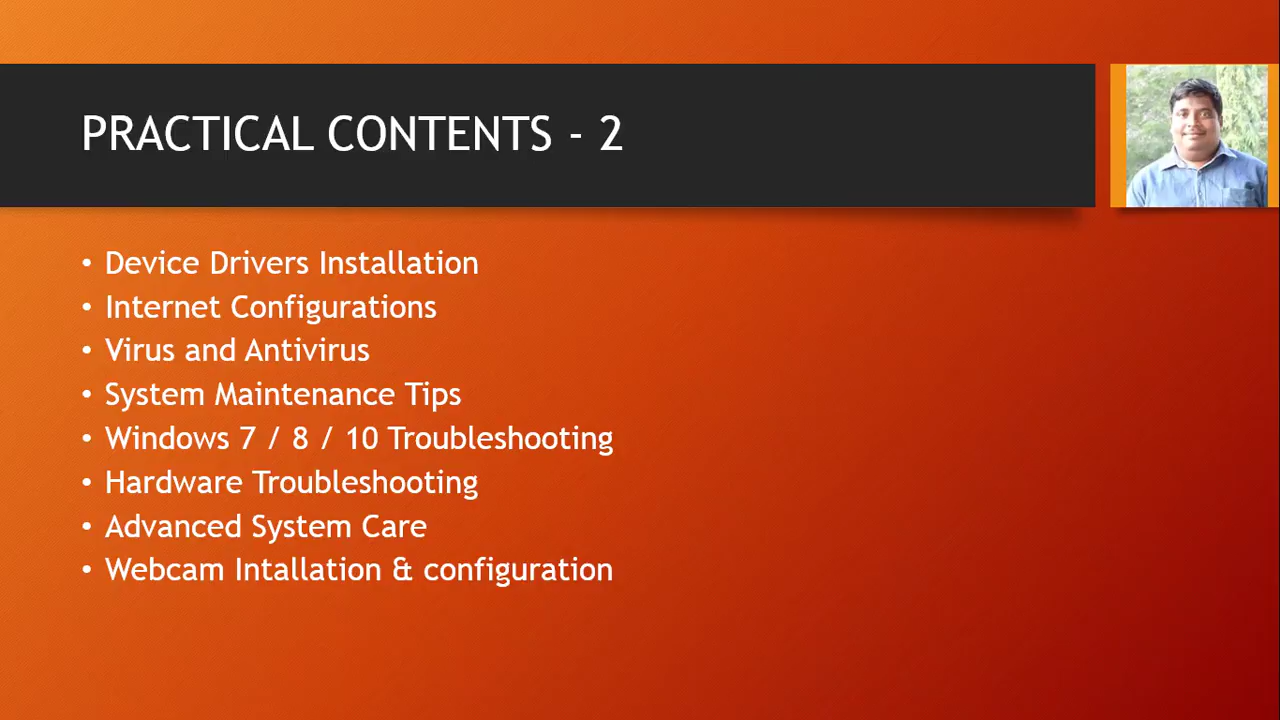 PRACTICAL CONTENTS - 2
• Device Drivers Installation
• Internet Configurations
• Virus and Antivirus
• System Maintenance Tips
• Windows 7 / 8 / 10 Troubleshooting
• Hardware Troubleshooting
• Advanced System Care
• Webcam Intallation & configuration